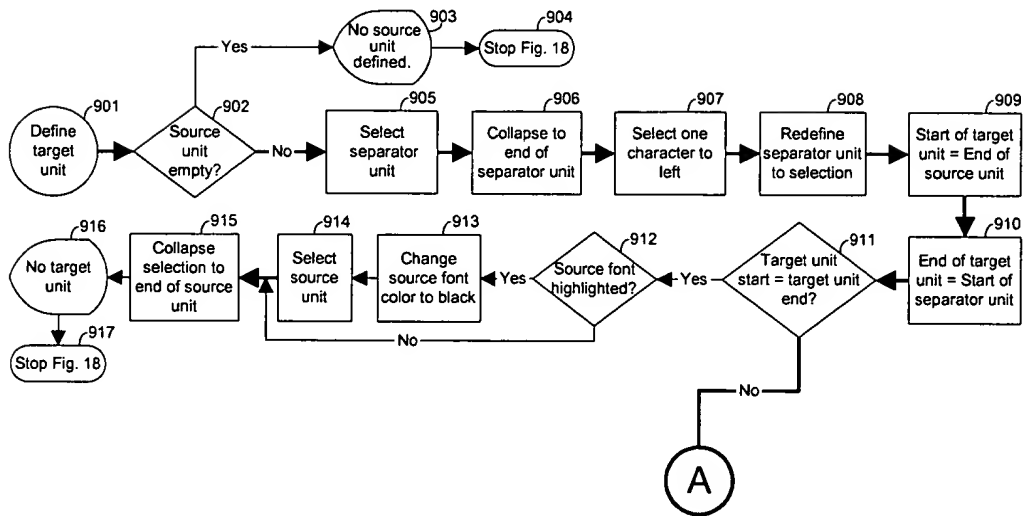 901
Define
target
unit
902
Source
unit
empty?
Yes
903
No source
unit
defined.
904
Stop Fig. 18
No
905
Select
separator
unit
906
Collapse to
end of
separator unit
907
Select one
character to
left
908
Redefine
separator unit
to selection
909
Start of target
unit = End of
source unit
910
End of target
unit = Start of
separator unit
911
Target unit
start = target unit
end?
Yes
912
Source font
highlighted?
Yes
913
Change
source font
color to black
914
Select
source
unit
915
Collapse
selection to
end of source
unit
916
No target
unit
917
Stop Fig. 18
No
No
A